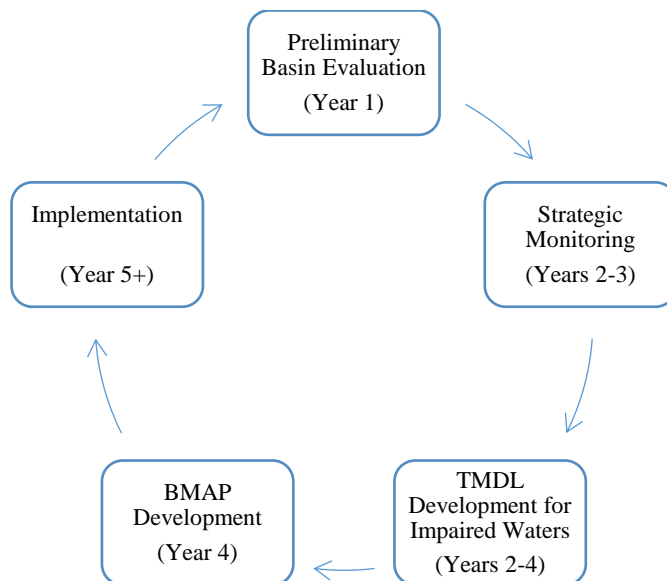 Preliminary
Basin Evaluation
(Year 1)
Strategic
Monitoring
(Years 2-3)
TMDL
Development for
Impaired Waters
(Years 2-4)
BMAP
Development
(Year 4)
Implementation
(Year 5+)